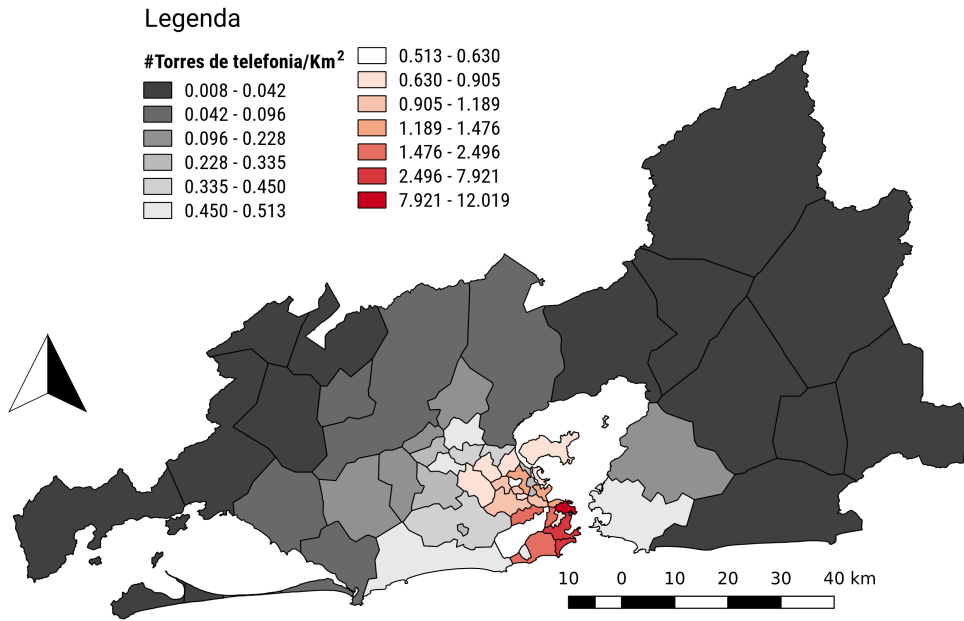 Legenda
#Torres de telefonia/Km²
0.008 - 0.042
0.042 - 0.096
0.096 - 0.228
0.228 - 0.335
0.335 - 0.450
0.450 - 0.513
0.513 - 0.630
0.630 - 0.905
0.905 - 1.189
1.189 - 1.476
1.476 - 2.496
2.496 - 7.921
7.921 - 12.019
10 0 10 20 30 40 km